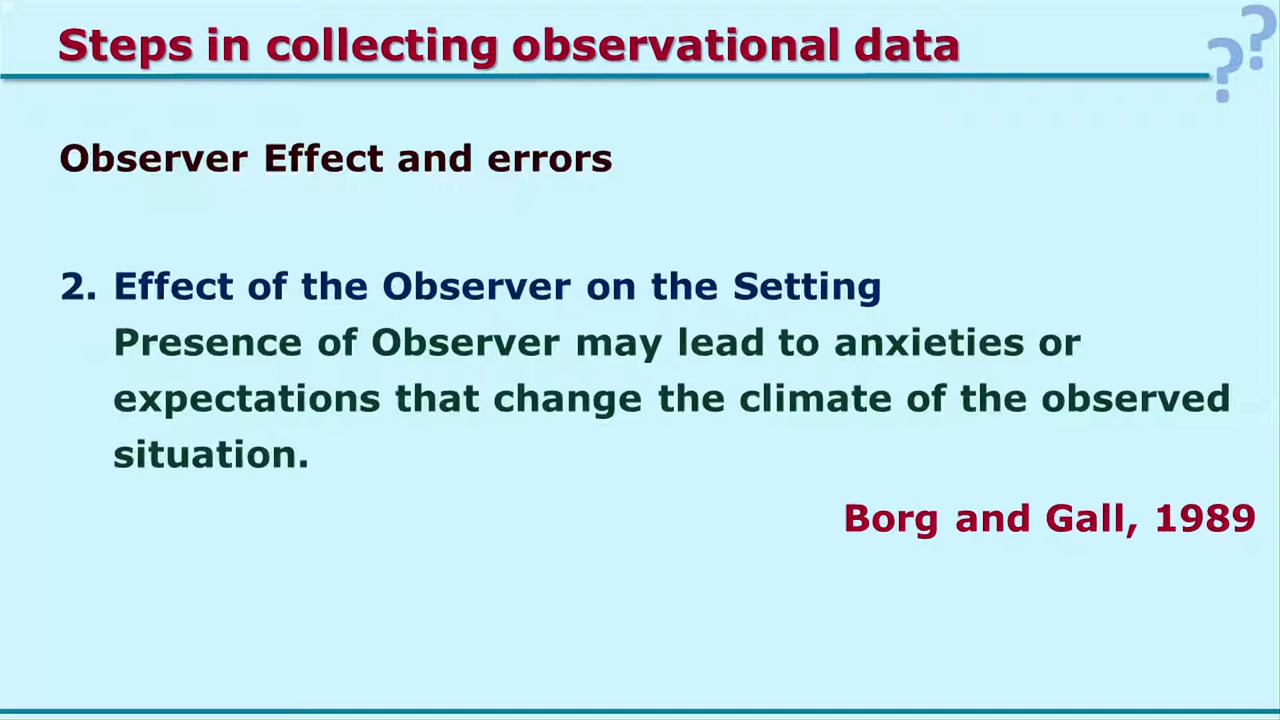 Steps in collecting observational data
??
Observer Effect and errors
2. Effect of the Observer on the Setting
Presence of Observer may lead to anxieties or
expectations that change the climate of the observed
situation.
Borg and Gall, 1989